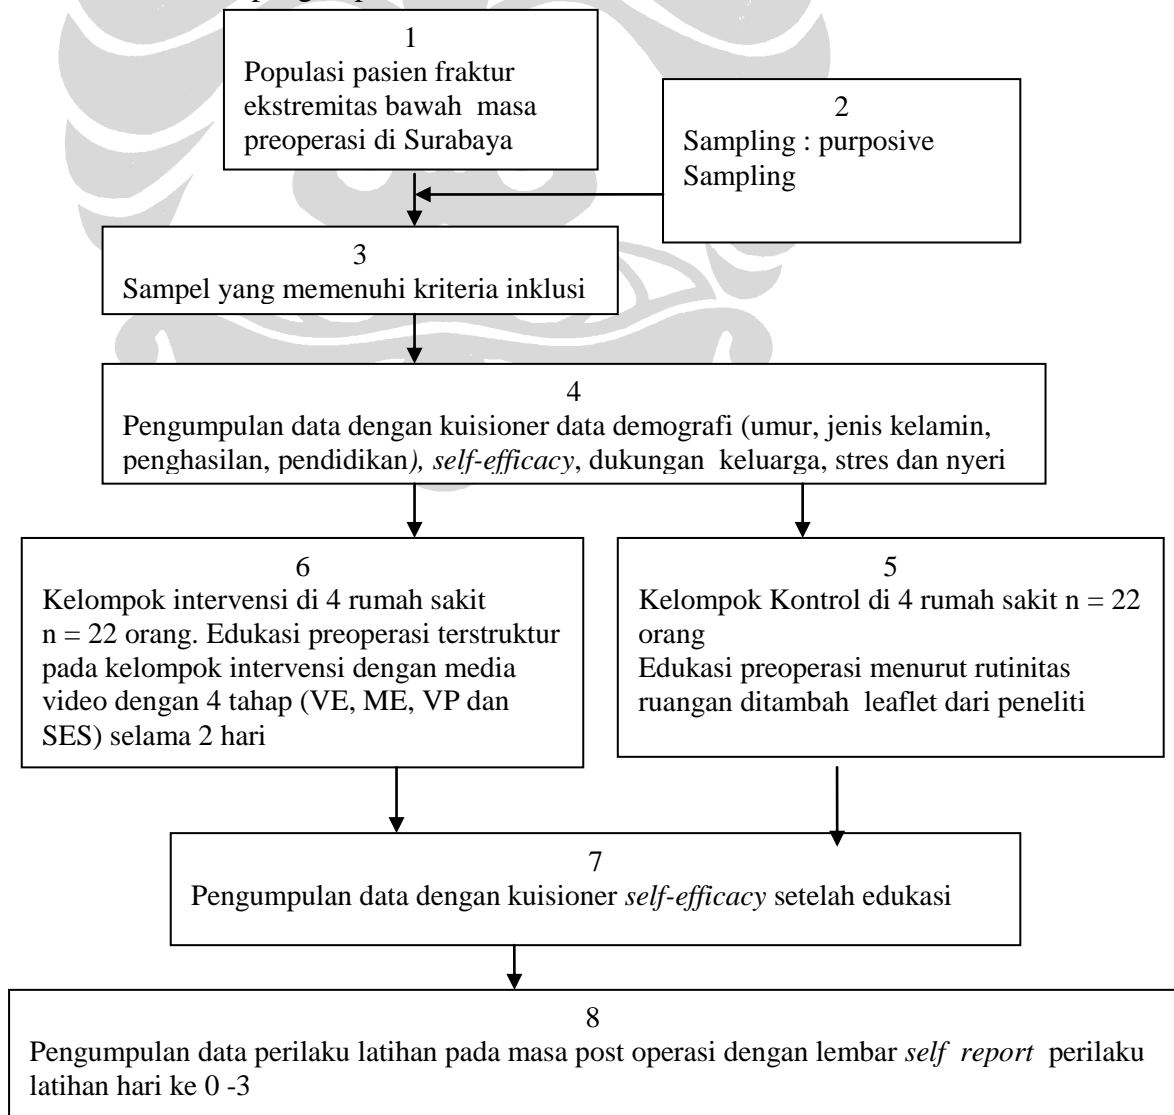 1
Populasi pasien fraktur
ekstremitas bawah masa
preoperasi di Surabaya
2
Sampling : purposive
Sampling
3
Sampel yang memenuhi kriteria inklusi
4
Pengumpulan data dengan kuisioner data demografi (umur, jenis kelamin,
penghasilan, pendidikan), self-efficacy, dukungan keluarga, stres dan nyeri
6
Kelompok intervensi di 4 rumah sakit
n = 22 orang. Edukasi preoperasi terstruktur
pada kelompok intervensi dengan media
video dengan 4 tahap (VE, ME, VP dan
SES) selama 2 hari
5
Kelompok Kontrol di 4 rumah sakit n = 22
orang
Edukasi preoperasi menurut rutinitas
ruangan ditambah leaflet dari peneliti
7
Pengumpulan data dengan kuisioner self-efficacy setelah edukasi
8
Pengumpulan data perilaku latihan pada masa post operasi dengan lembar self report perilaku
latihan hari ke 0 -3